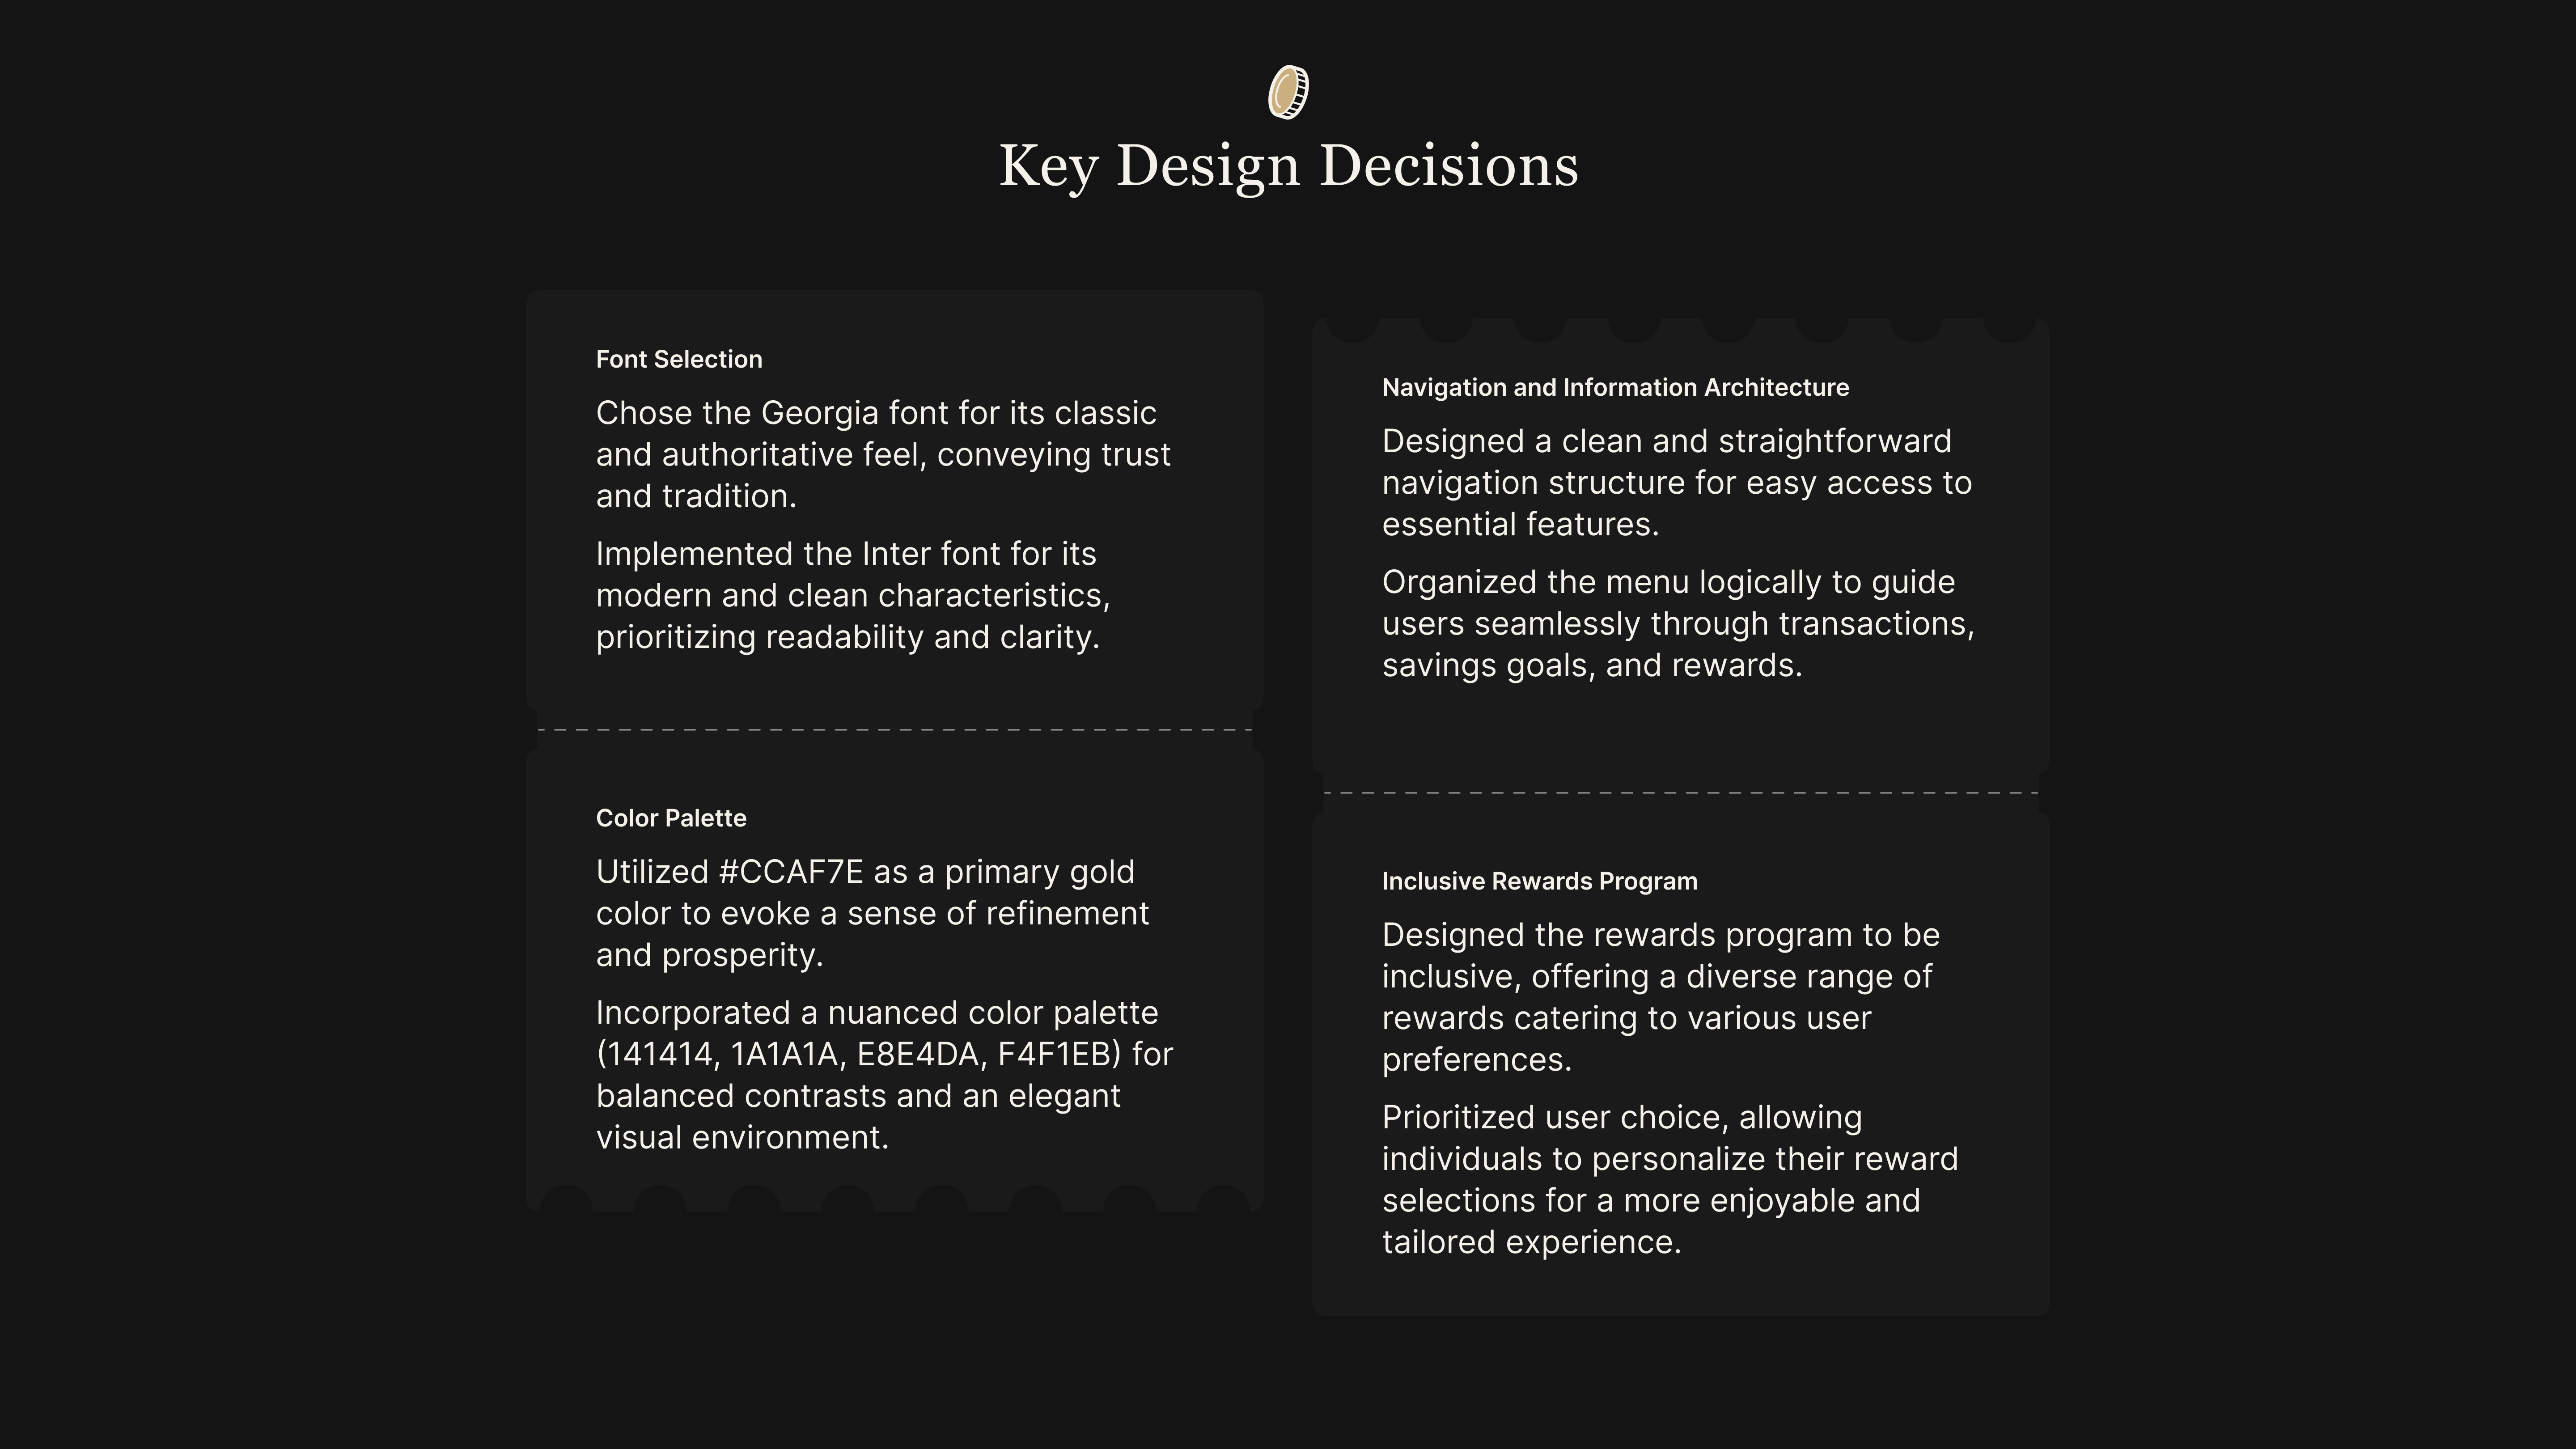 Key Design Decisions
Font Selection
Chose the Georgia font for its classic
and authoritative feel, conveying trust
and tradition.
Implemented the Inter font for its
modern and clean characteristics,
prioritizing readability and clarity.
Color Palette
Utilized #CCAF7E as a primary gold
color to evoke a sense of refinement
and prosperity.
Incorporated a nuanced color palette
(141414, 1A1A1A, E8E4DA, F4F1EB) for
balanced contrasts and an elegant
visual environment.
Navigation and Information Architecture
Designed a clean and straightforward
navigation structure for easy access to
essential features.
Organized the menu logically to guide
users seamlessly through transactions,
savings goals, and rewards.
Inclusive Rewards Program
Designed the rewards program to be
inclusive, offering a diverse range of
rewards catering to various user
preferences.
Prioritized user choice, allowing
individuals to personalize their reward
selections for a more enjoyable and
tailored experience.